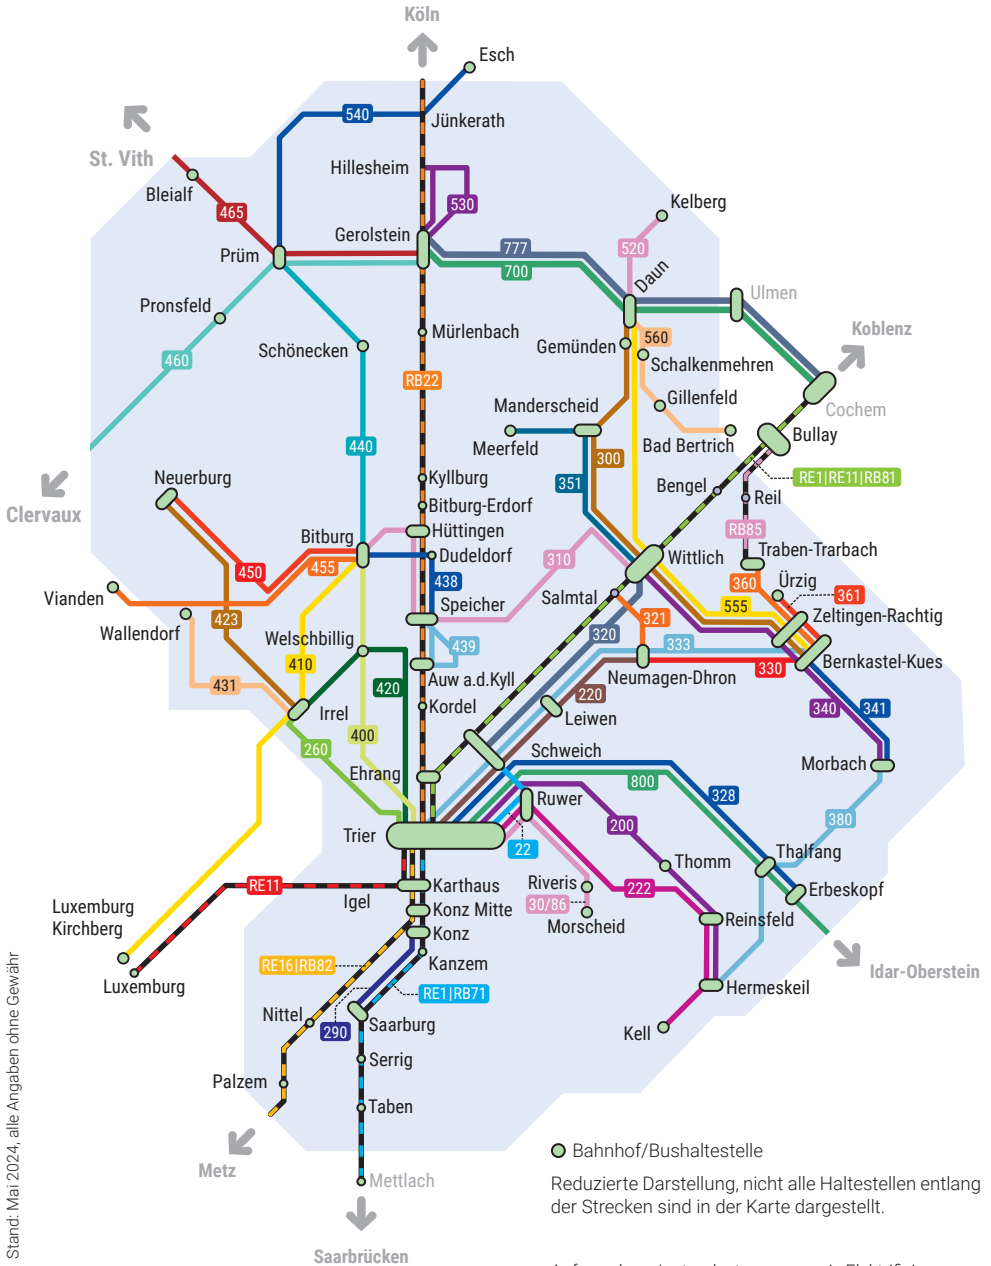 Köln
Esch
540
Jünkerath
St. Vith
Hillesheim
Bleialf
465
530
Kelberg
Gerolstein
520
777
Prüm
700
Daun
Ulmen
Pronsfeld
Mürlenbach
Koblenz
560
Schönecken
Gemünden
Schalkenmehren
460
RB22
Gillenfeld
Manderscheid
Cochem
Bullay
440
Meerfeld
Bad Bertrich
300
Neuerburg
Kyllburg
351
Bengel
RE1|RE11|RB81
Reil
Clervaux
Bitburg-Erdorf
RB85
Hüttingen
Bitburg
Dudeldorf
310
Wittlich
Traben-Trarbach
450
455
438
360
Ürzig
361
Vianden
Salmtal
Speicher
555
Zeltingen-Rachtig
423
321
Wallendorf
Welschbillig
439
320
333
410
330
Bernkastel-Kues
Auw a.d.Kyll
Neumagen-Dhron
431
420
220
340
341
Irrel
Kordel
Leiwen
400
260
Schweich
Morbach
Ehrang
800
328
Ruwer
380
Trier
200
22
Thalfang
Thomm
RE11
Karthaus
Riveris
222
Erbeskopf
Igel
30/86
Luxemburg
Kirchberg
Konz Mitte
Morscheid
Reinsfeld
Konz
RE16|RB82
Kanzem
Idar-Oberstein
Luxemburg
RE1|RB71
Hermeskeil
Nittel
290
Saarburg
Kell
Serrig
Palzem
Taben
Metz
Mettlach
Saarbrücken
Bahnhof/Bushaltestelle
Reduzierte Darstellung, nicht alle Haltestellen entlang
der Strecken sind in der Karte dargestellt.
Stand: Mai 2024, alle Angaben ohne Gewähr